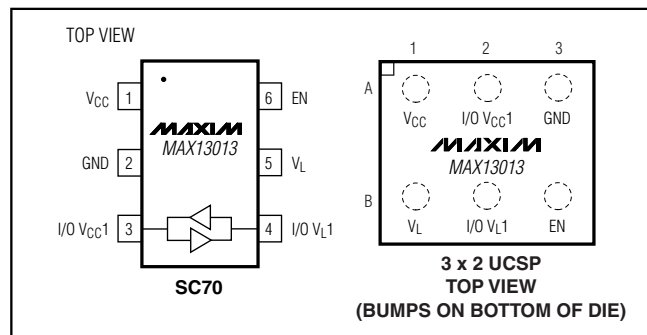 TOP VIEW
VCC 1
6 EN
MAXIM
MAX13013
GND 2
5 VL
I/O VCC1 3
4 I/O VL1
SC70
1 2 3
A
VCC I/O VCC1 GND
MAXIM
MAX13013
B
VL I/O VL1 EN
3 x 2 UCSP
TOP VIEW
(BUMPS ON BOTTOM OF DIE)